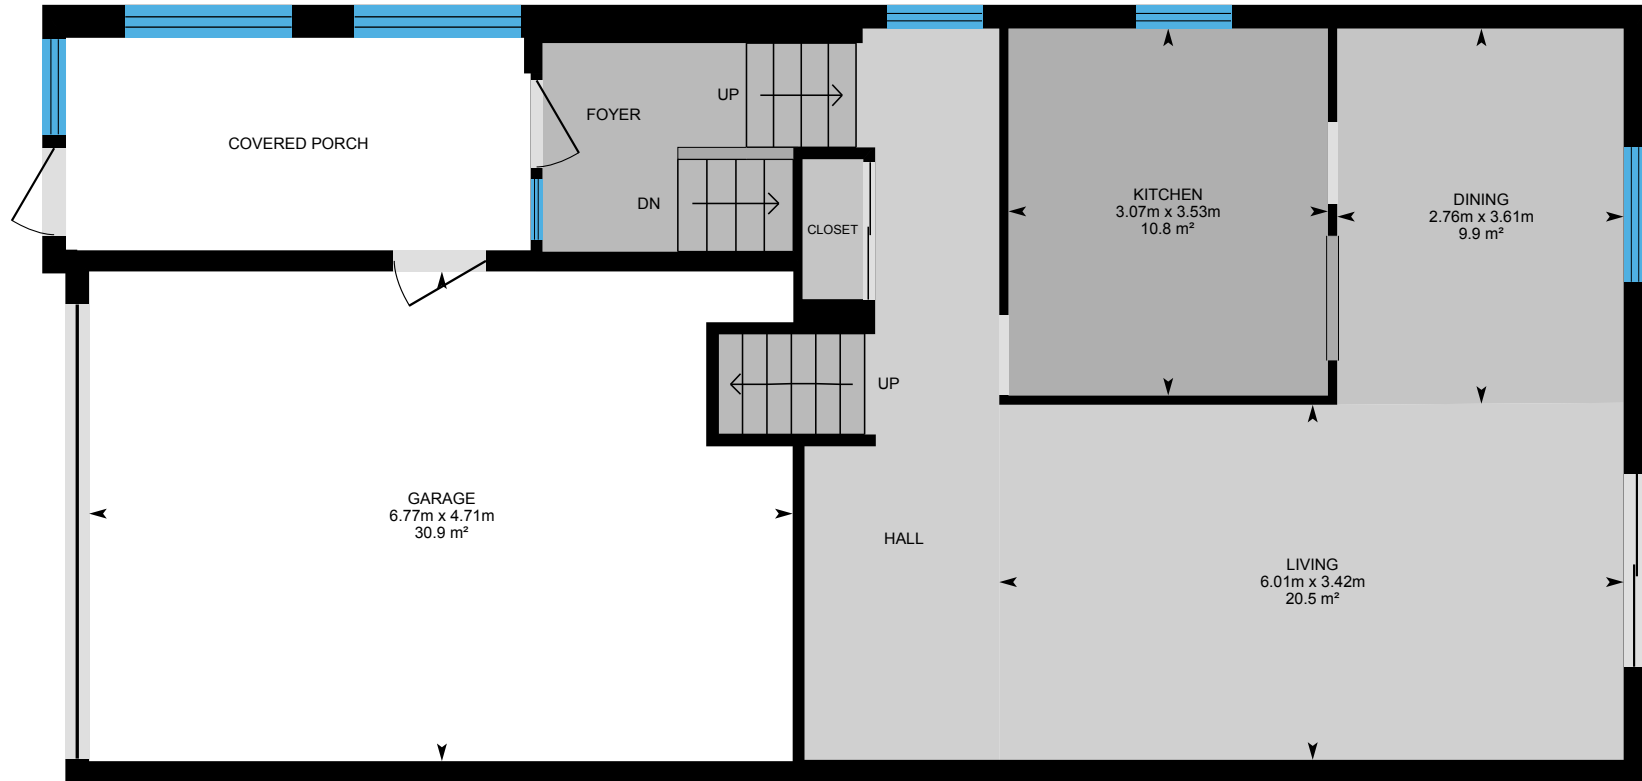 COVERED PORCH
FOYER
UP
DN
CLOSET
KITCHEN
3.07m x 3.53m
10.8 m²
DINING
2.76m x 3.61m
9.9 m²
UP
GARAGE
6.77m x 4.71m
30.9 m²
HALL
LIVING
6.01m x 3.42m
20.5 m²